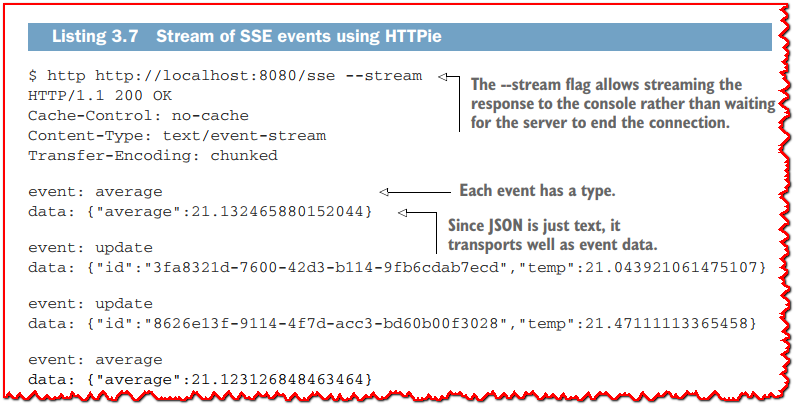 Listing 3.7 Stream of SSE events using HTTPie
$ http http://localhost:8080/sse --stream
HTTP/1.1 200 OK
Cache-Control: no-cache
Content-Type: text/event-stream
Transfer-Encoding: chunked
The --stream flag allows streaming the
response to the console rather than waiting
for the server to end the connection.
event: average
Each event has a type.
data: {"average":21.132465880152044}
Since JSON is just text, it
transports well as event data.
event: update
data: {"id":"3fa8321d-7600-42d3-b114-9fb6cdab7ecd","temp":21.043921061475107}
event: update
data: {"id":"8626e13f-9114-4f7d-acc3-bd60b00f3028","temp":21.47111113365458}
event: average
data: {"average":21.123126848463464}